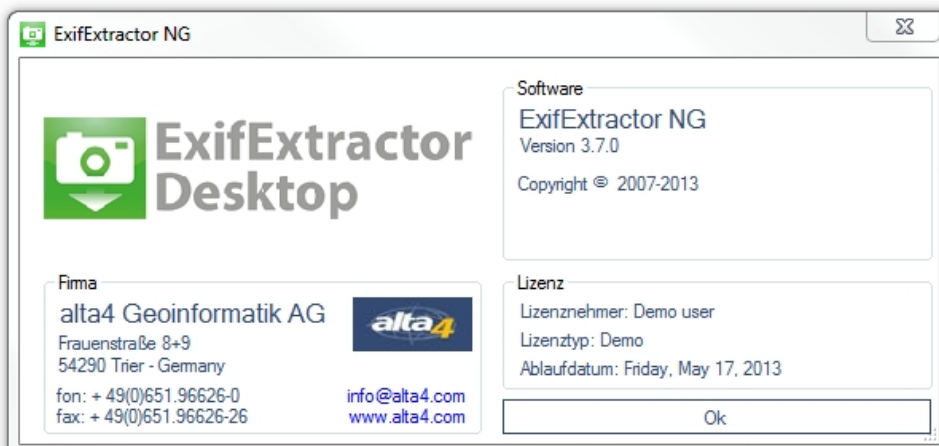 ExifExtractor NG
ExifExtractor
Desktop
Software
ExifExtractor NG
Version 3.7.0
Copyright © 2007-2013
Firma
alta4 Geoinformatik AG
Frauenstraße 8+9
54290 Trier - Germany
fon: + 49(0)651.96626-0
fax: + 49(0)651.96626-26
alta4
info@alta4.com
www.alta4.com
Lizenz
Lizenznehmer: Demo user
Lizenztyp: Demo
Ablaufdatum: Friday, May 17, 2013
Ok